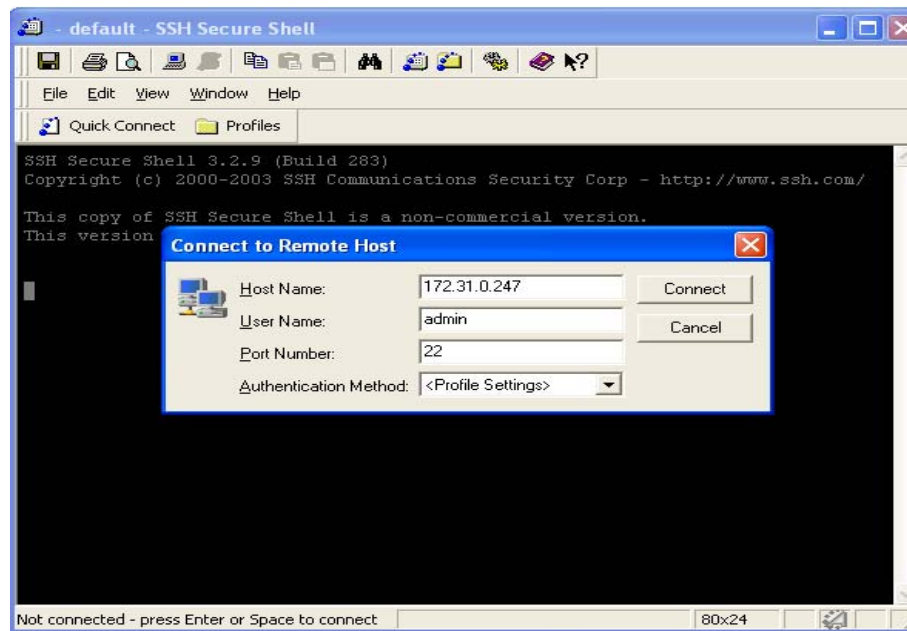 - default - SSH Secure Shell
File Edit View Window Help
Quick Connect Profiles
SSH Secure Shell 3.2.9 (Build 283)
Copyright (c) 2000-2003 SSH Communications Security Corp - http://www.ssh.com/
This copy of SSH Secure Shell is a non-commercial version.
This version
Connect to Remote Host
Host Name: 172.31.0.247 Connect
User Name: admin Cancel
Port Number: 22
Authentication Method: <Profile Settings>
Not connected - press Enter or Space to connect 80x24